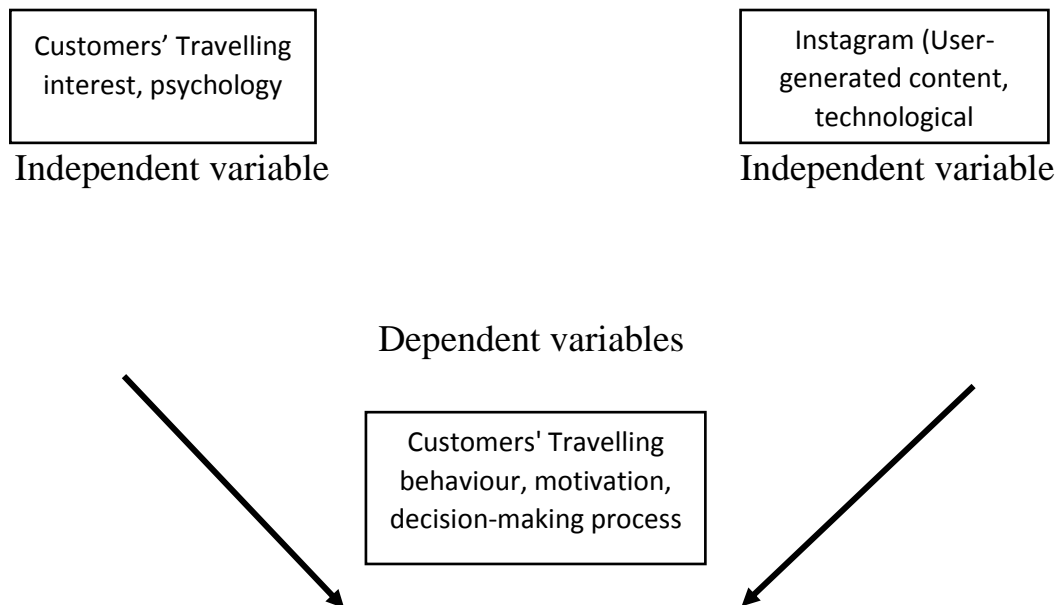 Customers’ Travelling
interest, psychology
Independent variable
Instagram (User-
generated content,
technological
Independent variable
Dependent variables
Customers' Travelling
behaviour, motivation,
decision-making process